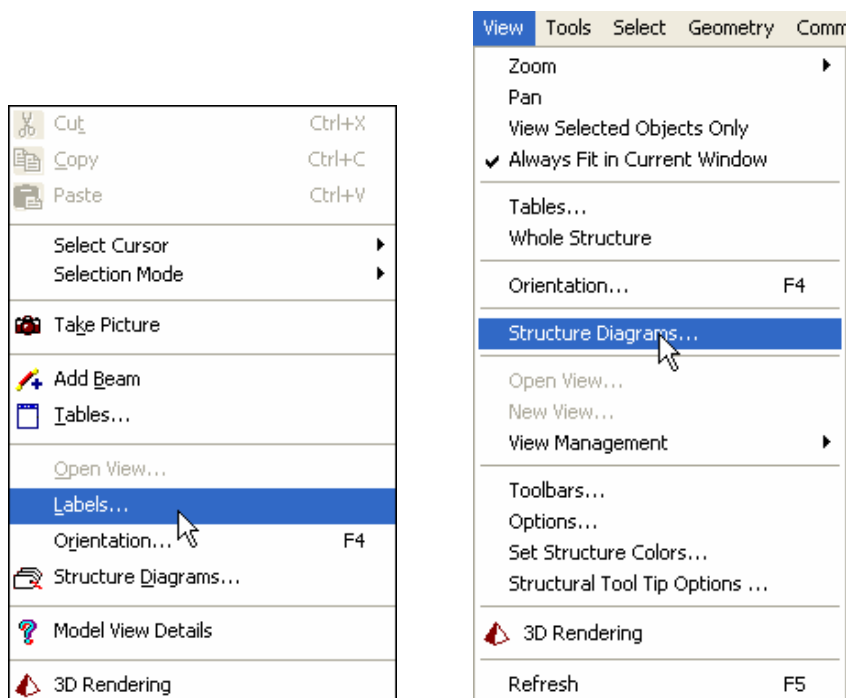 Cut Ctrl+X
Copy Ctrl+C
Paste Ctrl+V
Select Cursor
Selection Mode
Take Picture
Add Beam
Tables...
Open View...
Labels...
Orientation... F4
Structure Diagrams...
Model View Details
3D Rendering
View Tools Select Geometry Comm
Zoom
Pan
View Selected Objects Only
Always Fit in Current Window
Tables...
Whole Structure
Orientation... F4
Structure Diagrams...
Open View...
New View...
View Management
Toolbars...
Options...
Set Structure Colors...
Structural Tool Tip Options ...
3D Rendering
Refresh F5